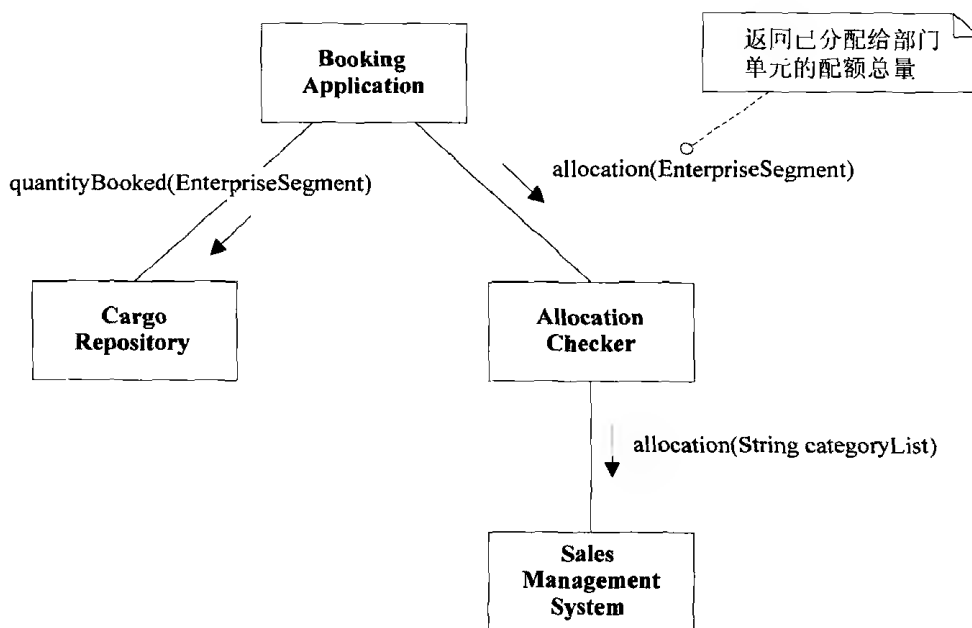 Booking
Application
返回已分配给部门
单元的配额总量
quantityBooked(EnterpriseSegment)
allocation(EnterpriseSegment)
Cargo
Repository
Allocation
Checker
allocation(String categoryList)
Sales
Management
System